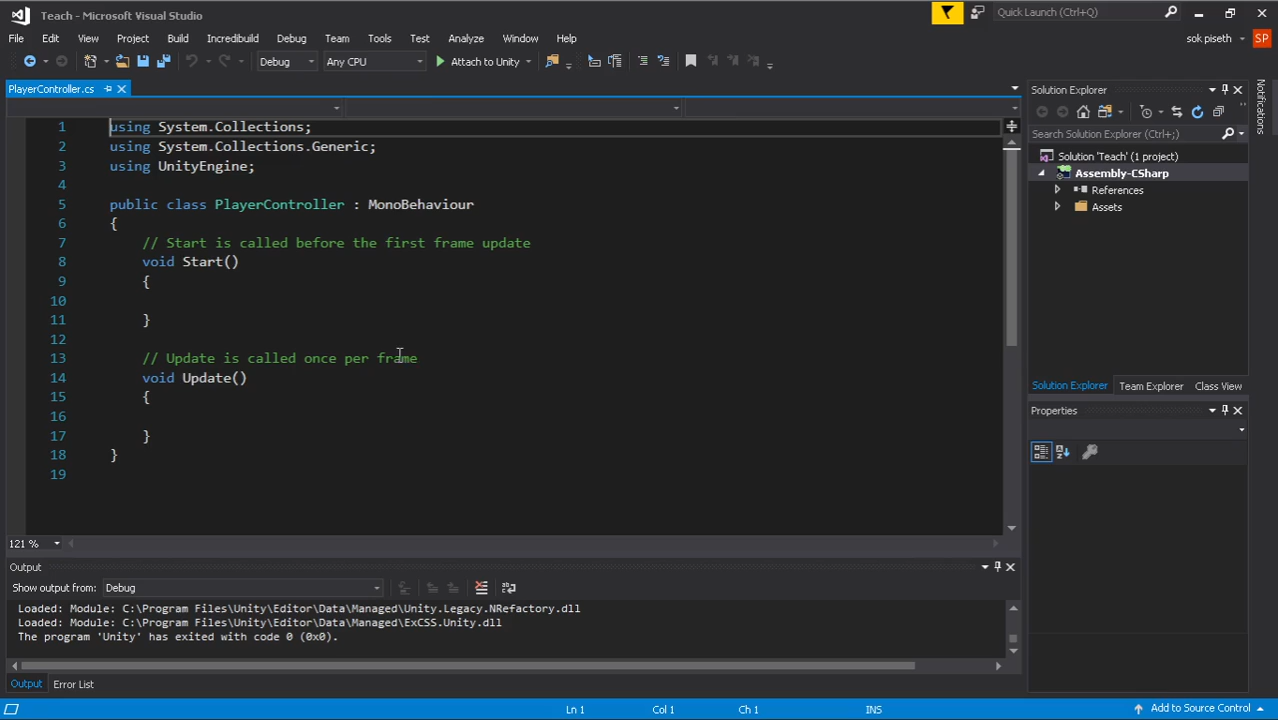 Teach - Microsoft Visual Studio
Quick Launch (Ctrl+Q)
File Edit View Project Build Incredibuild Debug Team Tools Test Analyze Window Help
sok piseth SP
Debug Any CPU Attach to Unity
PlayerController.cs
1 using System.Collections;
2 using System.Collections.Generic;
3 using UnityEngine;
4
5 public class PlayerController : MonoBehaviour
6 {
7 // Start is called before the first frame update
8 void Start()
9 {
10
11 }
12
13 // Update is called once per frame
14 void Update()
15 {
16
17 }
18 }
19
121 %
Solution Explorer
Search Solution Explorer (Ctrl+;)
Solution 'Teach' (1 project)
Assembly-CSharp
References
Assets
Solution Explorer Team Explorer Class View
Properties
Notifications
Output
Show output from: Debug
Loaded: Module: C:\Program Files\Unity\Editor\Data\Managed\Unity.Legacy.NRefactory.dll
Loaded: Module: C:\Program Files\Unity\Editor\Data\Managed\ExCSS.Unity.dll
The program 'Unity' has exited with code 0 (0x0).
Output Error List
Ln 1 Col 1 Ch 1 INS Add to Source Control